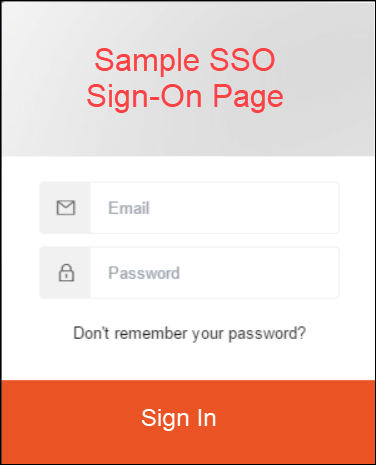 Sample SSO
Sign-On Page
Email
Password
Don't remember your password?
Sign In